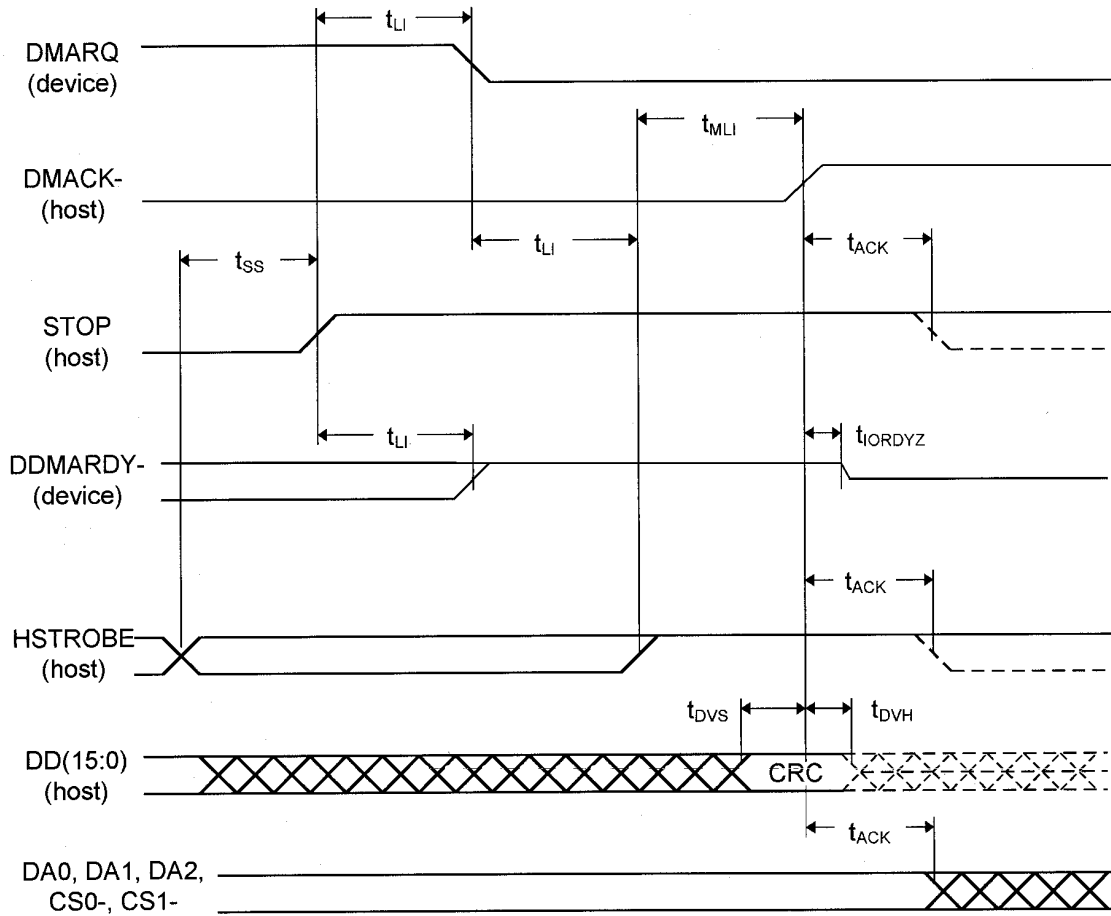 tLI
DMARQ
(device)
tMLI
DMACK-
(host)
tLI
tACK
tSS
STOP
(host)
tLI
tIORDYZ
DDMARDY-
(device)
tACK
HSTROBE
(host)
tDVS
tDVH
DD(15:0)
(host)
CRC
tACK
DA0, DA1, DA2,
CS0-, CS1-